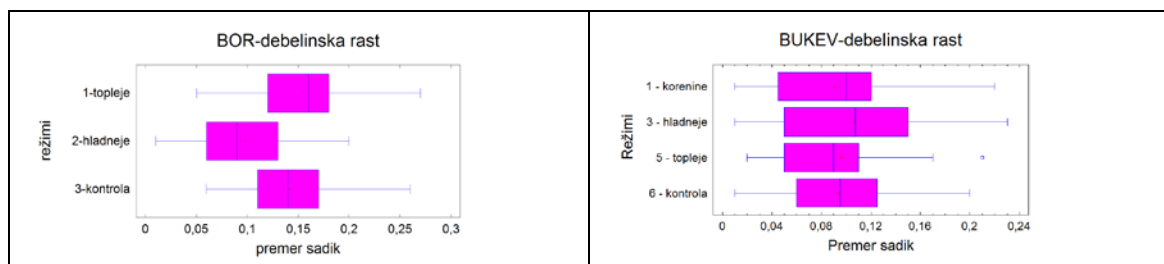 BOR-debelinska rast
1-topleje
2-hladneje
3-kontrola
režimi
0 0,05 0,1 0,15 0,2 0,25 0,3
premer sadik
BUKEV-debelinska rast
1 - korenine
3 - hladneje
5 - topleje
6 - kontrola
Režimi
0 0,04 0,08 0,12 0,16 0,2 0,24
Premer sadik